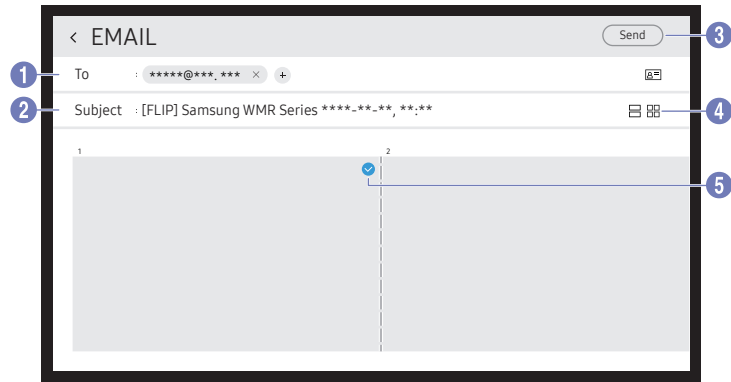 < EMAIL
Send
3
1
To : *****@***.*** × +
2
Subject : [FLIP] Samsung WMR Series ****-**-**, **:**
4
1
2
5